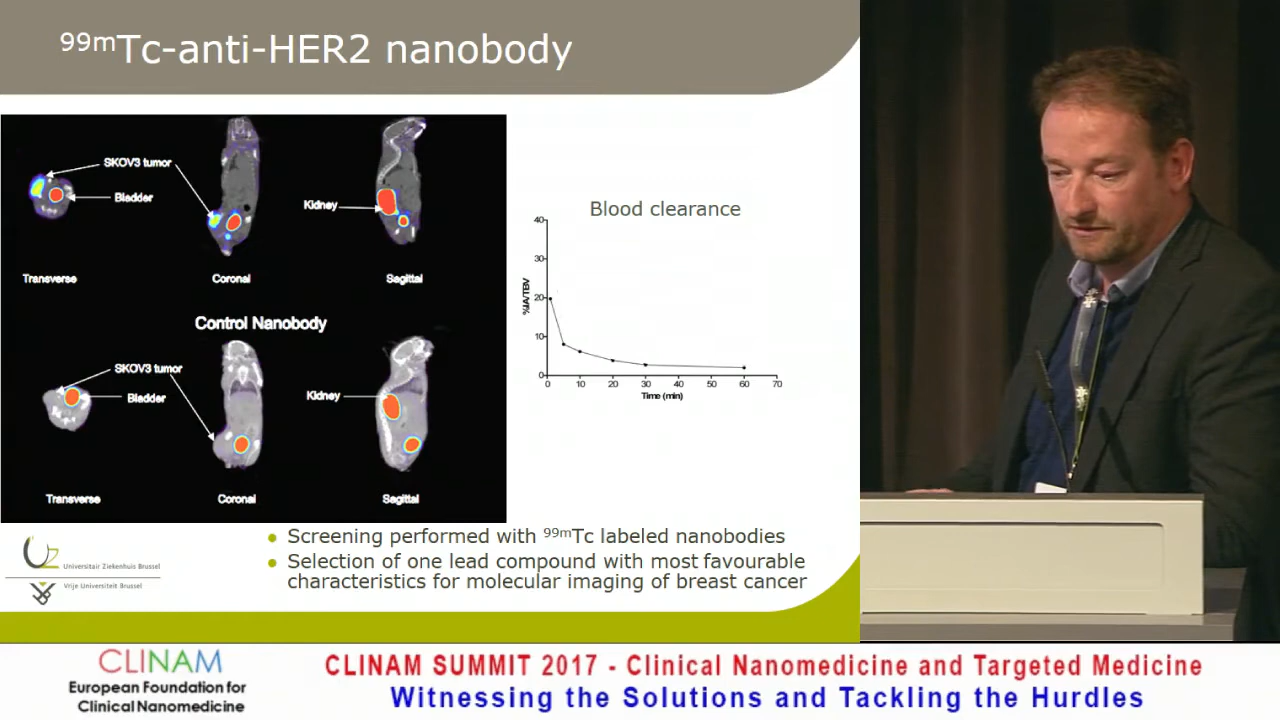 99mTc-anti-HER2 nanobody
SKOV3 tumor
Bladder
Kidney
Transverse
Coronal
Sagittal
Control Nanobody
SKOV3 tumor
Bladder
Kidney
Transverse
Coronal
Sagittal
Blood clearance
40
30
20
10
0
%IA/TBV
0 10 20 30 40 50 60 70
Time (min)
Screening performed with 99mTc labeled nanobodies
Selection of one lead compound with most favourable
characteristics for molecular imaging of breast cancer
Universitair Ziekenhuis Brussel
Vrije Universiteit Brussel
CLINAM
European Foundation for
Clinical Nanomedicine
CLINAM SUMMIT 2017 - Clinical Nanomedicine and Targeted Medicine
Witnessing the Solutions and Tackling the Hurdles